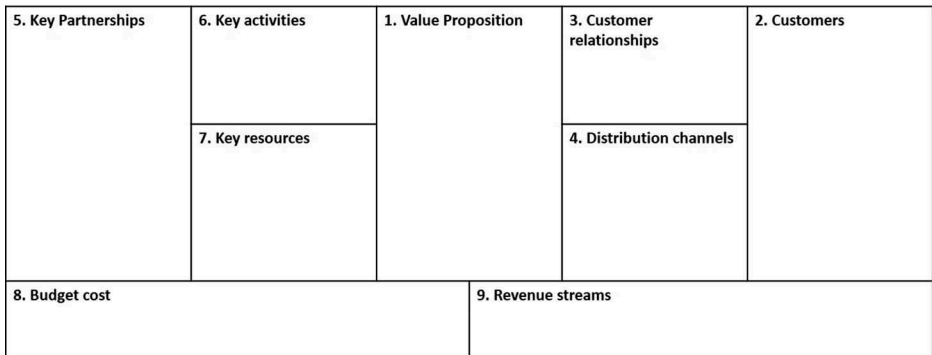 5. Key Partnerships
6. Key activities
1. Value Proposition
3. Customer
relationships
2. Customers
7. Key resources
4. Distribution channels
8. Budget cost
9. Revenue streams